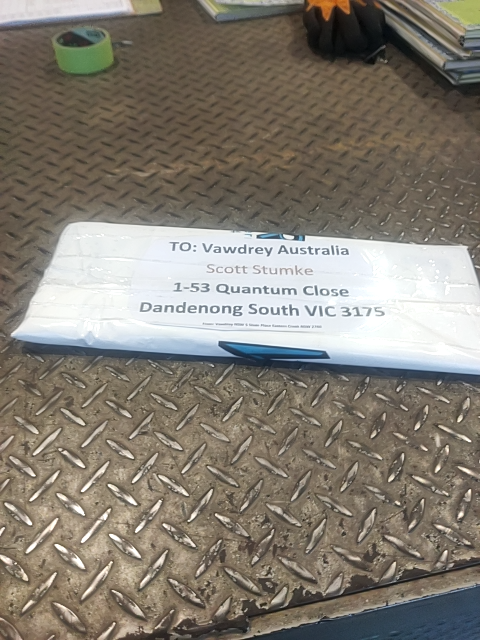 TO: Vawdrey Australia
Scott Stumke
1-53 Quantum Close
Dandenong South VIC 3175